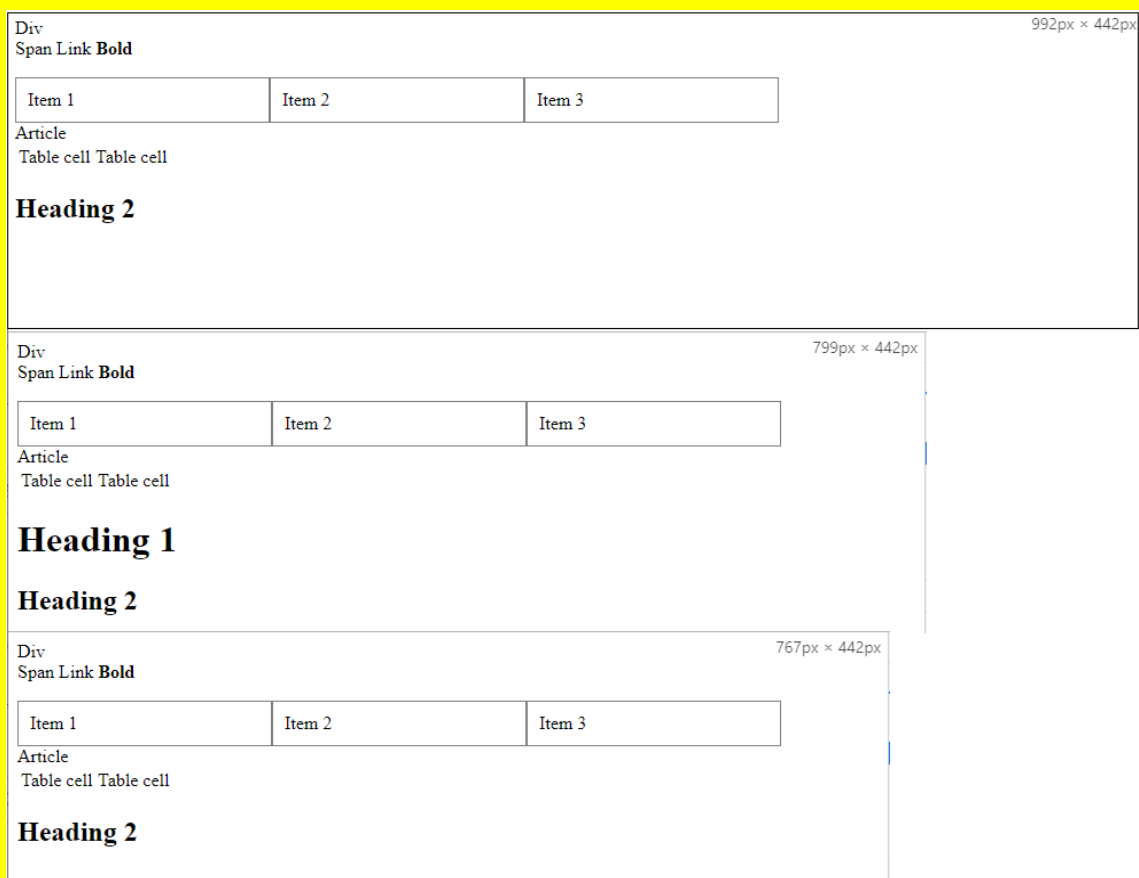 Div 992px × 442px
Span Link Bold
Item 1 Item 2 Item 3
Article
Table cell Table cell
Heading 2
Div 799px × 442px
Span Link Bold
Item 1 Item 2 Item 3
Article
Table cell Table cell
Heading 1
Heading 2
Div 767px × 442px
Span Link Bold
Item 1 Item 2 Item 3
Article
Table cell Table cell
Heading 2